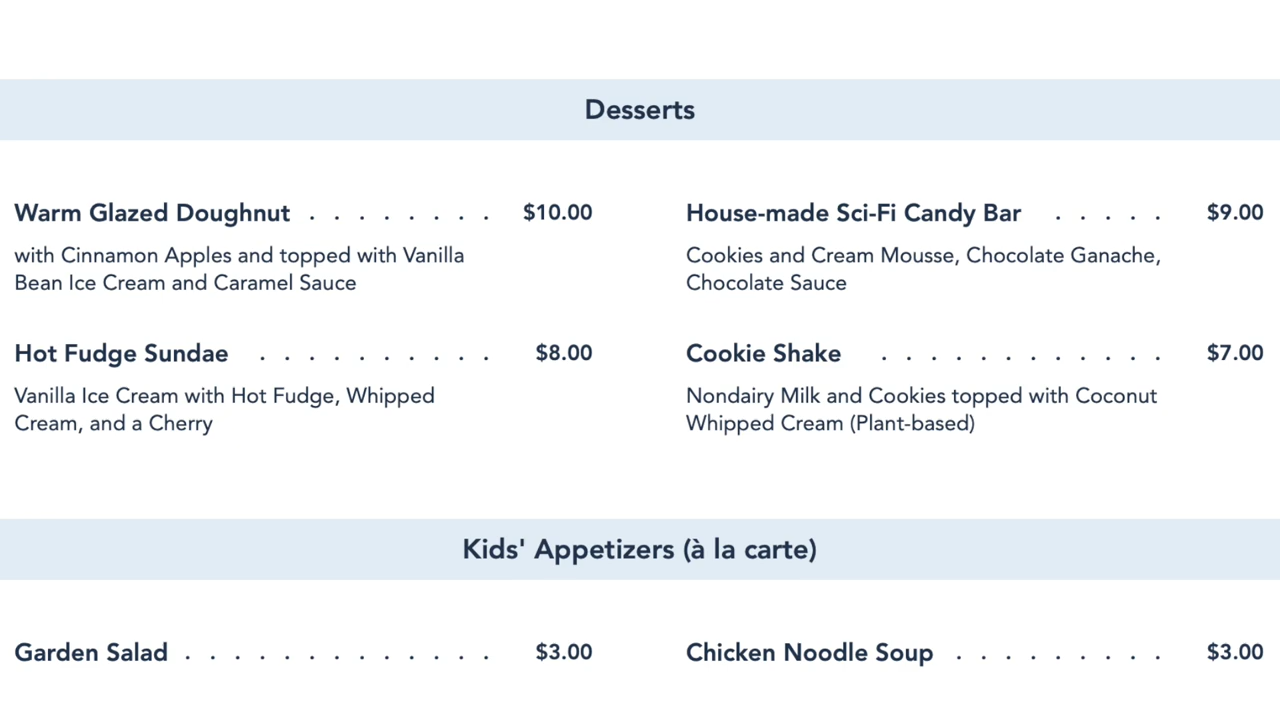 Desserts
Warm Glazed Doughnut . . . . . . . . $10.00
with Cinnamon Apples and topped with Vanilla
Bean Ice Cream and Caramel Sauce
House-made Sci-Fi Candy Bar . . . . . $9.00
Cookies and Cream Mousse, Chocolate Ganache,
Chocolate Sauce
Hot Fudge Sundae . . . . . . . . . . $8.00
Vanilla Ice Cream with Hot Fudge, Whipped
Cream, and a Cherry
Cookie Shake . . . . . . . . . . . . $7.00
Nondairy Milk and Cookies topped with Coconut
Whipped Cream (Plant-based)
Kids' Appetizers (à la carte)
Garden Salad . . . . . . . . . . . . . $3.00
Chicken Noodle Soup . . . . . . . . . $3.00